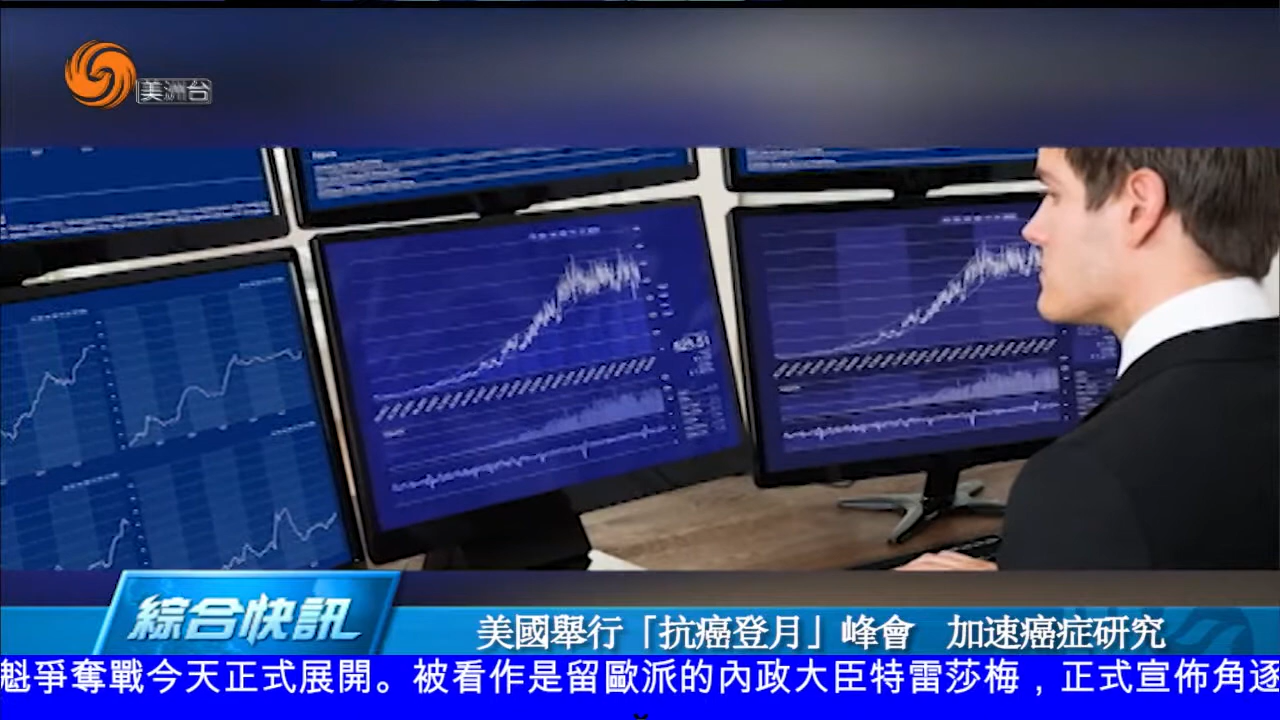 美洲台
綜合快訊
美國舉行「抗癌登月」峰會 加速癌症研究
魁爭奪戰今天正式展開。被看作是留歐派的內政大臣特雷莎梅，正式宣佈角逐